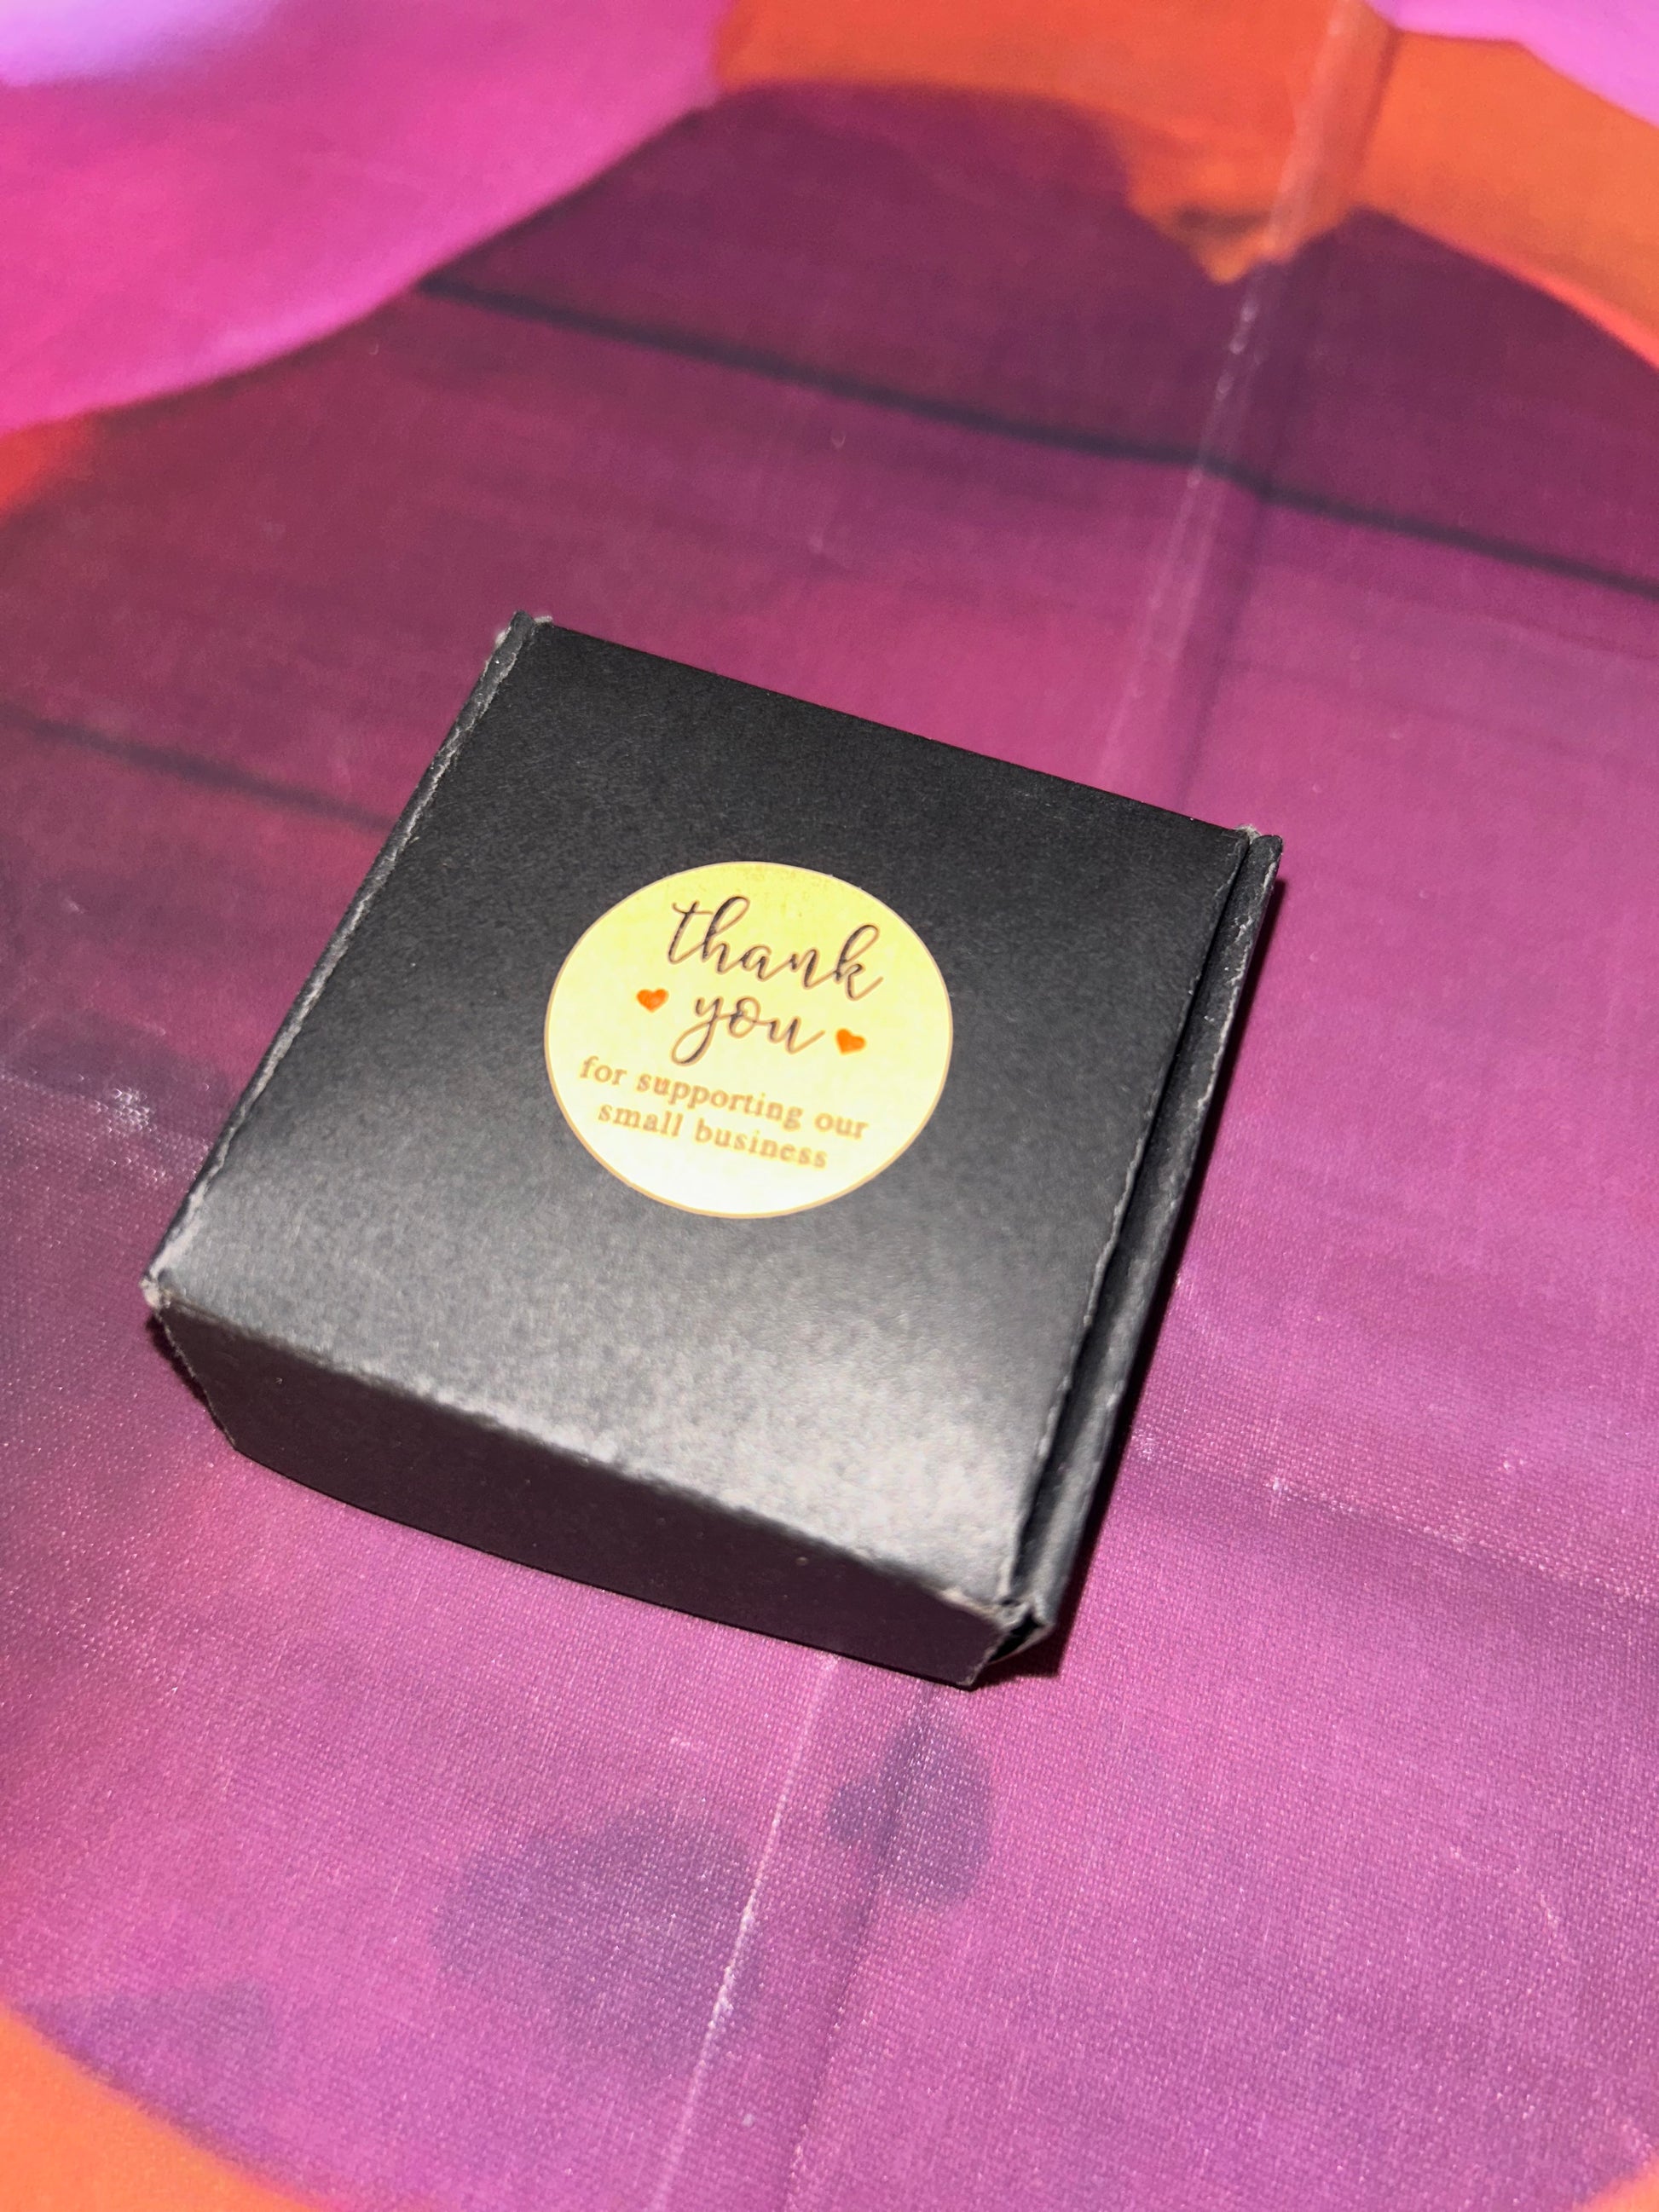 thank
you
for supporting our
small business